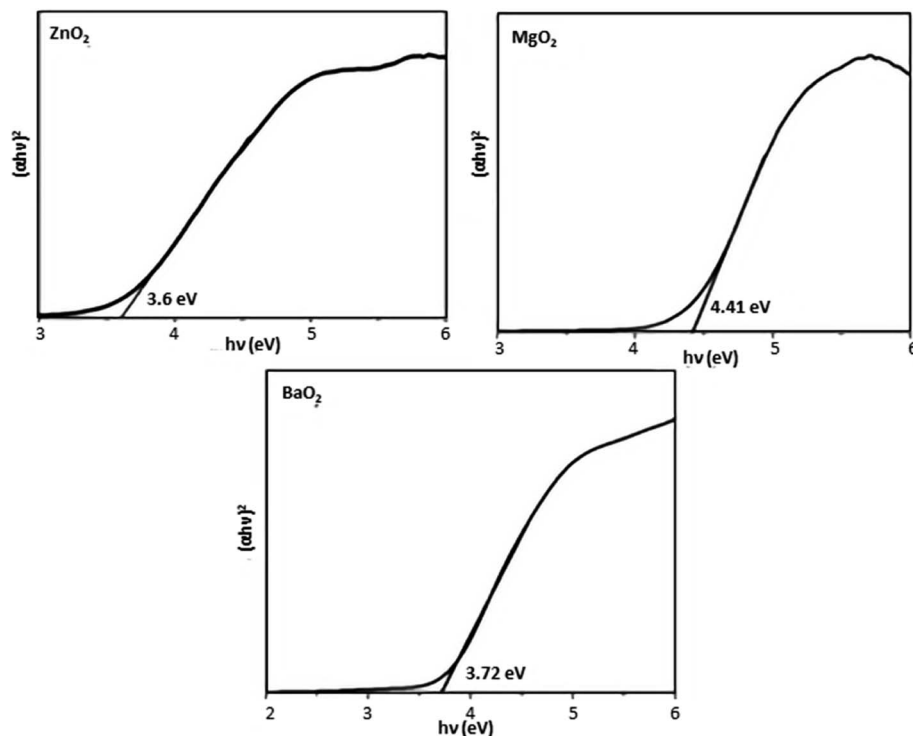 ZnO₂
(αhν)²
3.6 eV
3 4 5 6
hν (eV)
MgO₂
(αhν)²
4.41 eV
3 4 5 6
hν (eV)
BaO₂
(αhν)²
3.72 eV
2 3 4 5 6
hν (eV)